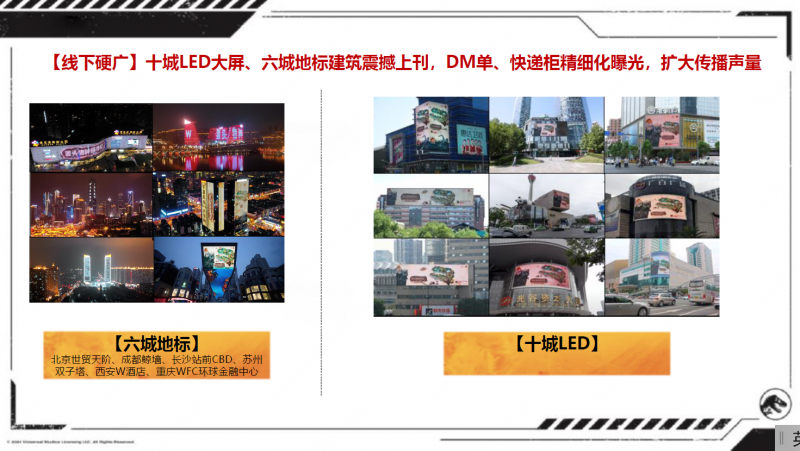 【线下硬广】十城LED大屏、六城地标建筑震撼上刊，DM单、快递柜精细化曝光，扩大传播声量
【六城地标】
北京世贸天阶、成都鲸墙、长沙站前CBD、苏州
双子塔、西安W酒店、重庆WFC环球金融中心
【十城LED】
© 2021 Universal Studios Licensing LLC. All Rights Reserved.
英